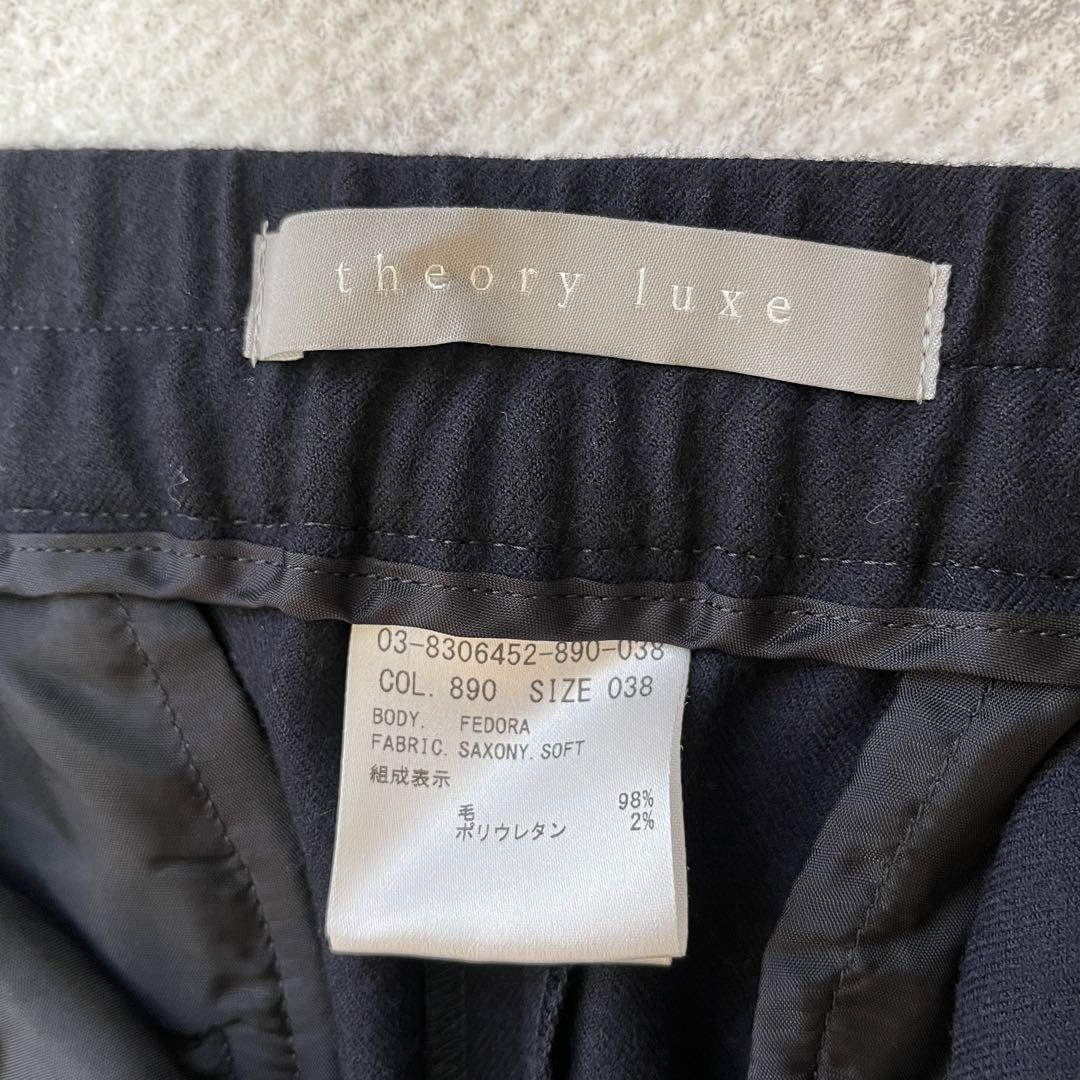 theory luxe
03-8306452-890-038
COL. 890 SIZE 038
BODY. FEDORA
FABRIC. SAXONY. SOFT
組成表示
毛 98%
ポリウレタン 2%